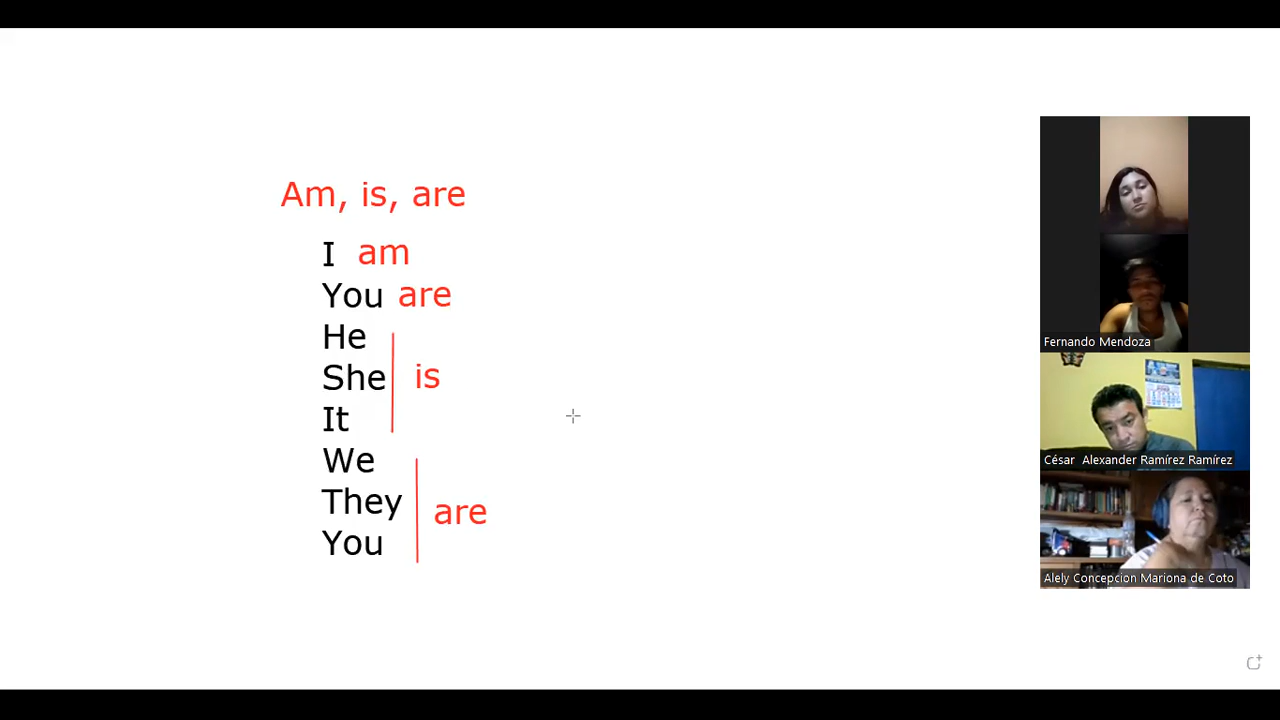 Am, is, are
I am
You are
He
She is
It
We
They are
You
Fernando Mendoza
César Alexander Ramírez Ramírez
Alely Concepcion Mariona de Coto